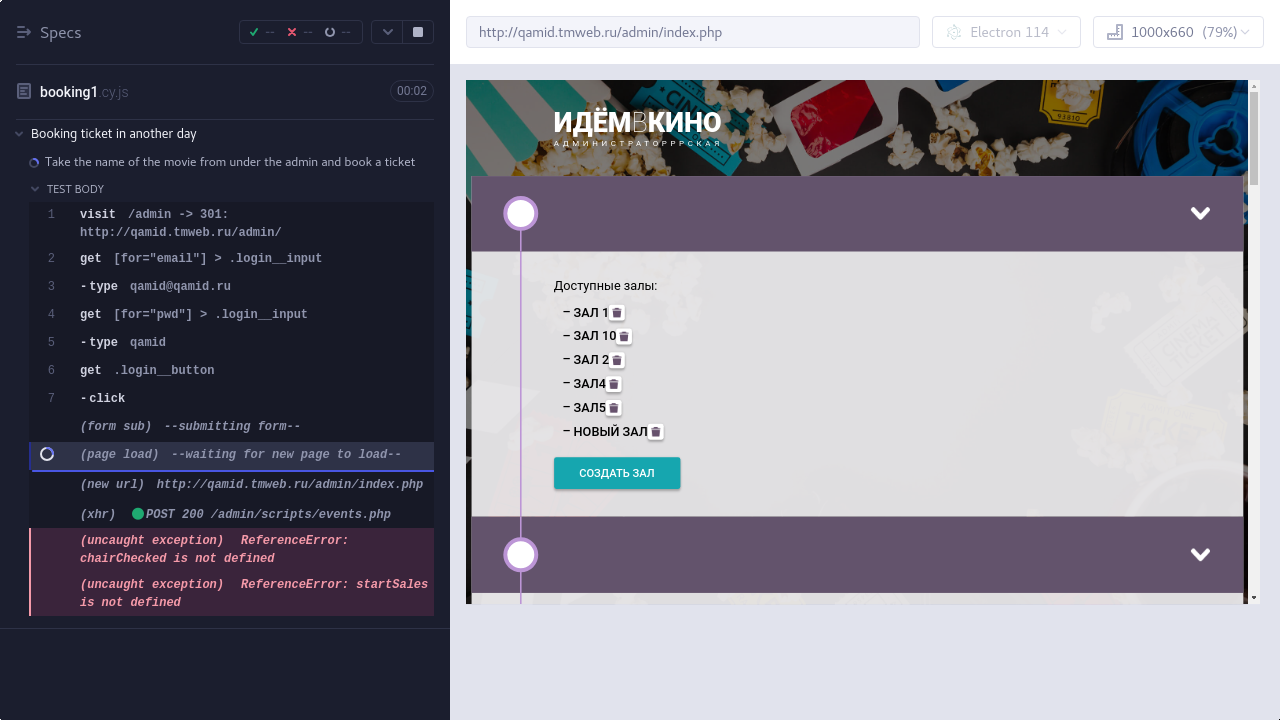 Specs
--
--
--
booking1.cy.js
00:02
Booking ticket in another day
Take the name of the movie from under the admin and book a ticket
TEST BODY
1 visit /admin -> 301:
http://qamid.tmweb.ru/admin/
2 get [for="email"] > .login__input
3 -type qamid@qamid.ru
4 get [for="pwd"] > .login__input
5 -type qamid
6 get .login__button
7 -click
(form sub) --submitting form--
(page load) --waiting for new page to load--
(new url) http://qamid.tmweb.ru/admin/index.php
(xhr) POST 200 /admin/scripts/events.php
(uncaught exception) ReferenceError:
chairChecked is not defined
(uncaught exception) ReferenceError: startSales
is not defined
http://qamid.tmweb.ru/admin/index.php
Electron 114
1000x660 (79%)
ИДЁМВКИНО
АДМИНИСТРАТОРРРСКАЯ
Доступные залы:
– ЗАЛ 1
– ЗАЛ 10
– ЗАЛ 2
– ЗАЛ4
– ЗАЛ5
– НОВЫЙ ЗАЛ
СОЗДАТЬ ЗАЛ